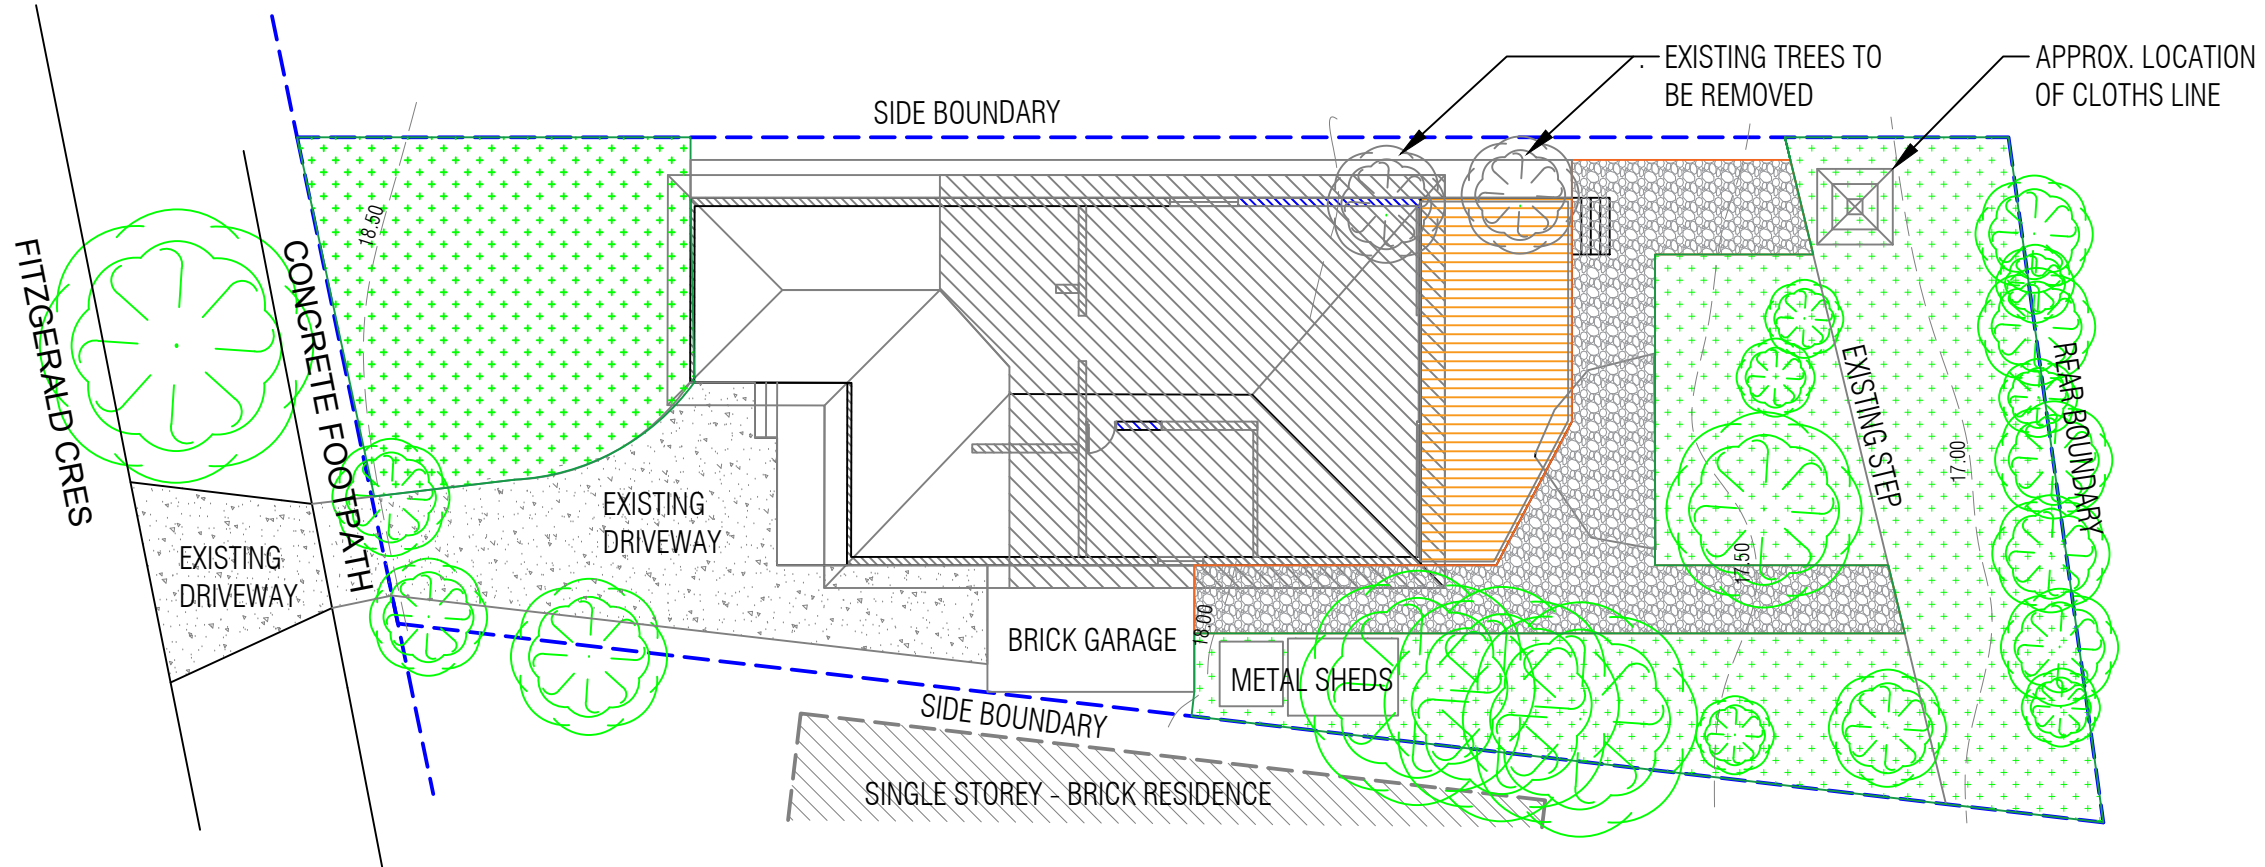 EXISTING TREES TO
BE REMOVED
APPROX. LOCATION
OF CLOTHS LINE
SIDE BOUNDARY
18.50
FITZGERALD CRES
CONCRETE FOOTPATH
EXISTING
DRIVEWAY
EXISTING
DRIVEWAY
EXISTING STEP
REAR BOUNDARY
17.00
17.50
18.00
BRICK GARAGE
METAL SHEDS
SIDE BOUNDARY
SINGLE STOREY - BRICK RESIDENCE